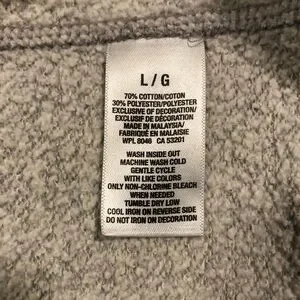 L / G
70% COTTON/COTON
30% POLYESTER/POLYESTER
EXCLUSIVE OF DECORATION/
EXCLUSIF DE DÉCORATION
MADE IN MALAYSIA/
FABRIQUÉ EN MALAISIE
WPL 8046 CA 53201
WASH INSIDE OUT
MACHINE WASH COLD
GENTLE CYCLE
WITH LIKE COLORS
ONLY NON-CHLORINE BLEACH
WHEN NEEDED
TUMBLE DRY LOW
COOL IRON ON REVERSE SIDE
DO NOT IRON ON DECORATION